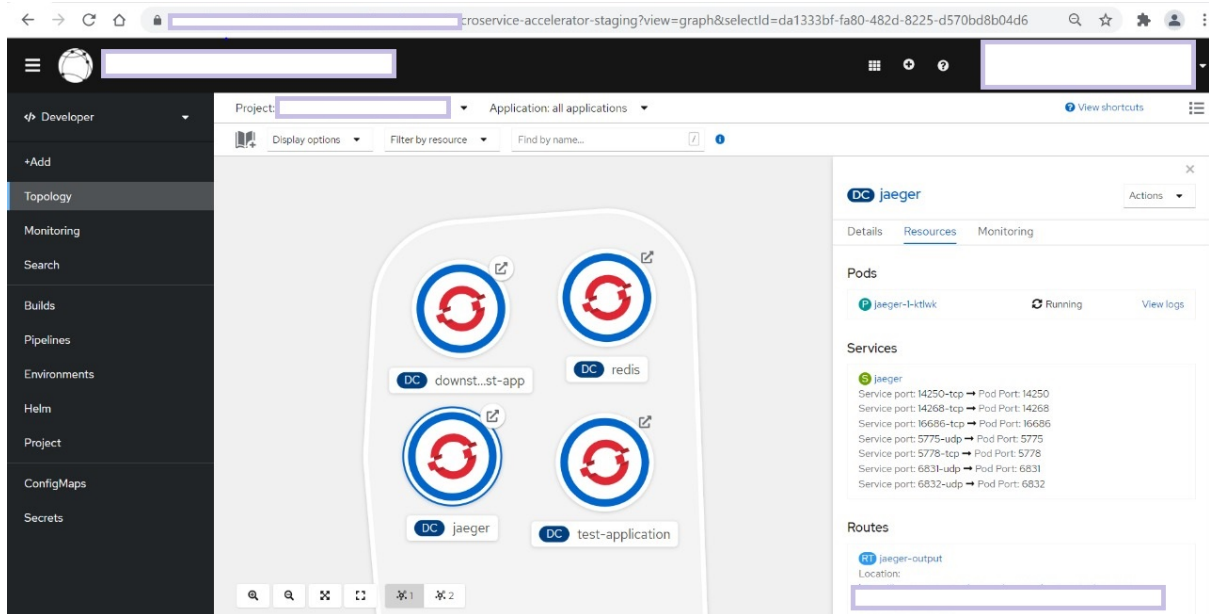 croservice-accelerator-staging?view=graph&selectId=da1333bf-fa80-482d-8225-d570bd8b04d6
</> Developer
Project:
Application: all applications
View shortcuts
Display options
Filter by resource
Find by name...
/
+Add
Topology
Monitoring
Search
Builds
Pipelines
Environments
Helm
Project
ConfigMaps
Secrets
DC downst...st-app
DC redis
DC jaeger
DC test-application
1
2
DC jaeger
Actions
Details Resources Monitoring
Pods
P jaeger-1-ktlwk Running View logs
Services
S jaeger
Service port: 14250-tcp → Pod Port: 14250
Service port: 14268-tcp → Pod Port: 14268
Service port: 16686-tcp → Pod Port: 16686
Service port: 5775-udp → Pod Port: 5775
Service port: 5778-tcp → Pod Port: 5778
Service port: 6831-udp → Pod Port: 6831
Service port: 6832-udp → Pod Port: 6832
Routes
RT jaeger-output
Location: